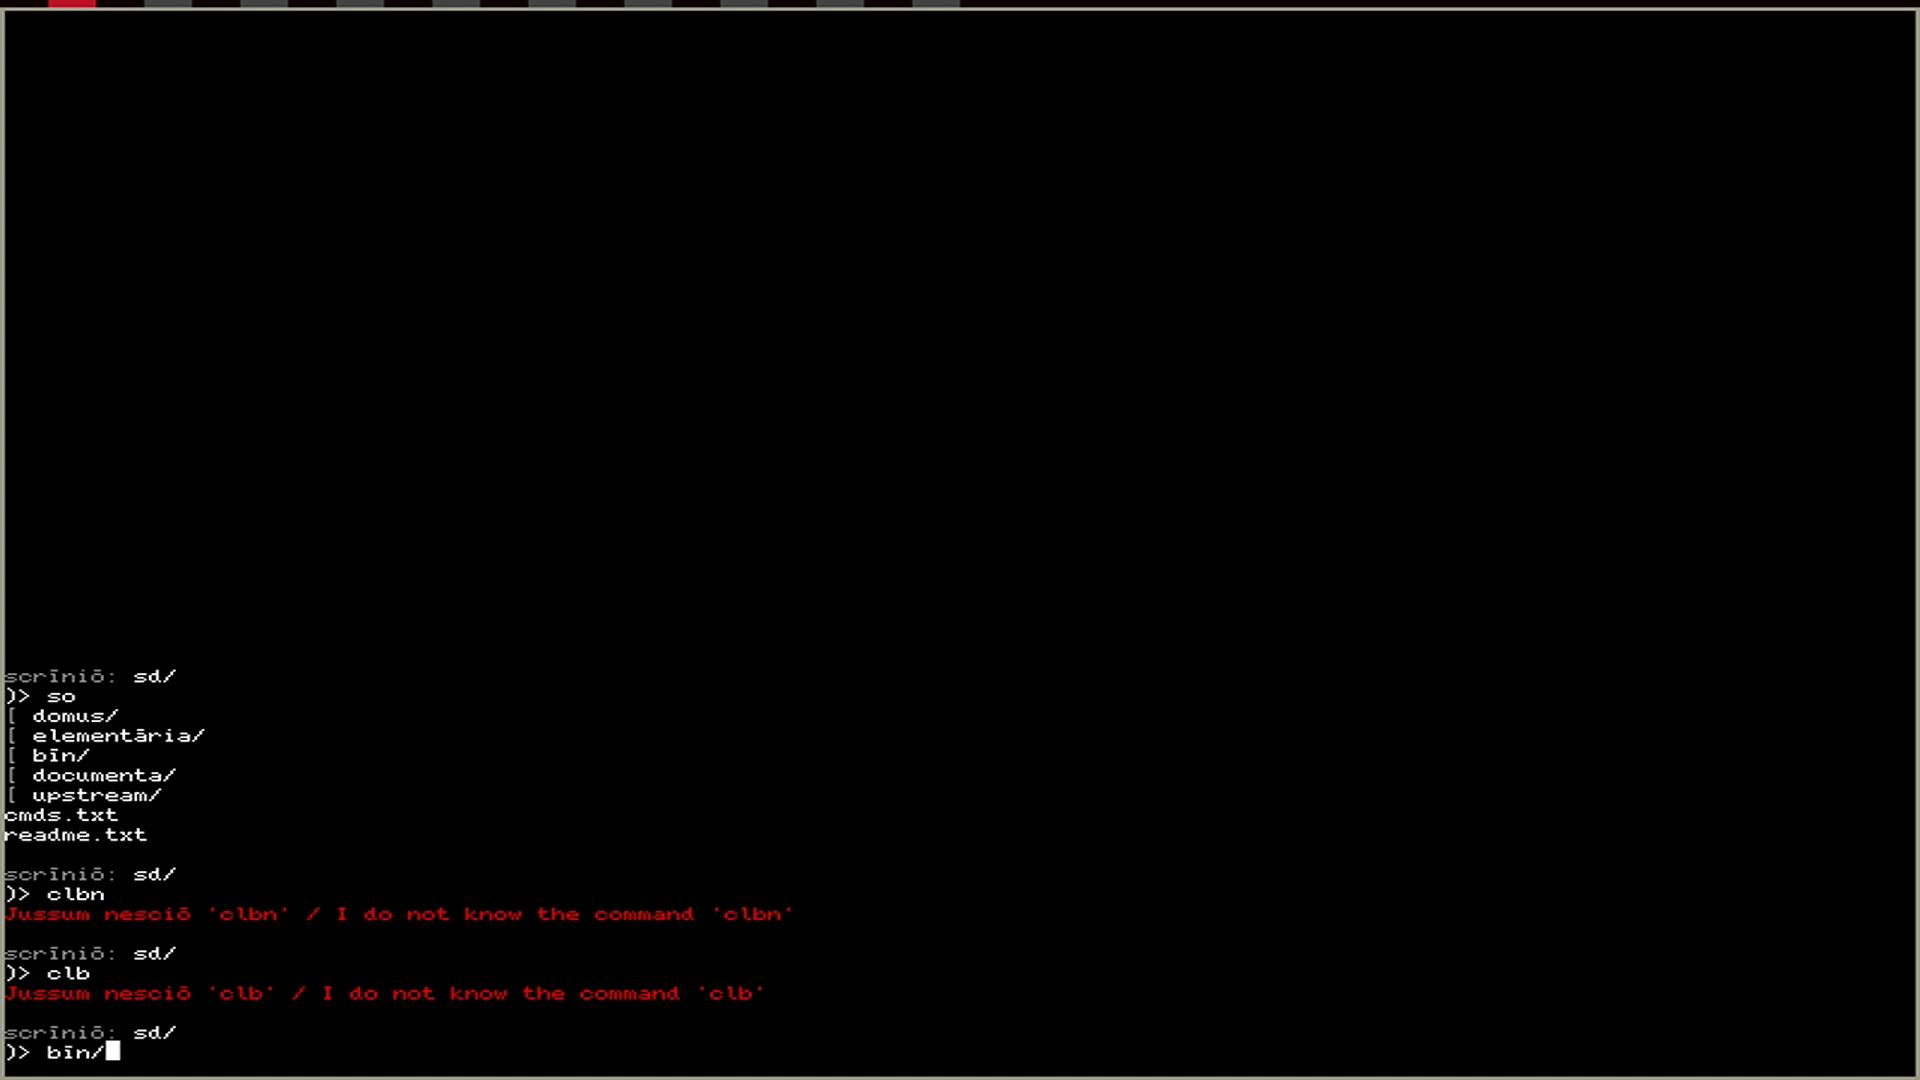 scrīniō: sd/
)> so
[ domus/
[ elementāria/
[ bīn/
[ documenta/
[ upstream/
cmds.txt
readme.txt
scrīniō: sd/
)> clbn
Jussum nesciō 'clbn' / I do not know the command 'clbn'
scrīniō: sd/
)> clb
Jussum nesciō 'clb' / I do not know the command 'clb'
scrīniō: sd/
)> bīn/